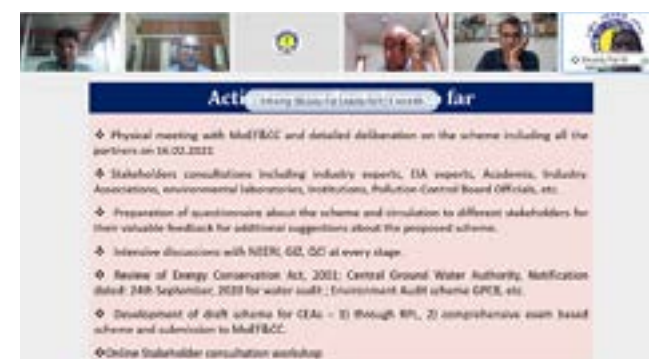 Acti far
❖ Physical meeting with MoEF&CC and detailed deliberation on the scheme including all the
partners on 16.02.2021
❖ Stakeholders consultations including industry experts, EIA experts, Academia, Industry
Associations, environmental laboratories, Institutions, Pollution Control Board Officials, etc.
❖ Preparation of questionnaire about the scheme and circulation to different stakeholders for
their valuable feedback for additional suggestions about the proposed scheme.
❖ Intensive discussions with NEERI, GIZ, QCI at every stage
❖ Review of Energy Conservation Act, 2001; Central Ground Water Authority, Notification
dated: 24th September, 2020 for water audit ; Environment Audit scheme GPCB, etc.
❖ Development of draft scheme for CEAs – 1) through RPL, 2) comprehensive exam based
scheme and submission to MoEF&CC.
❖Online Stakeholder consultation workshop